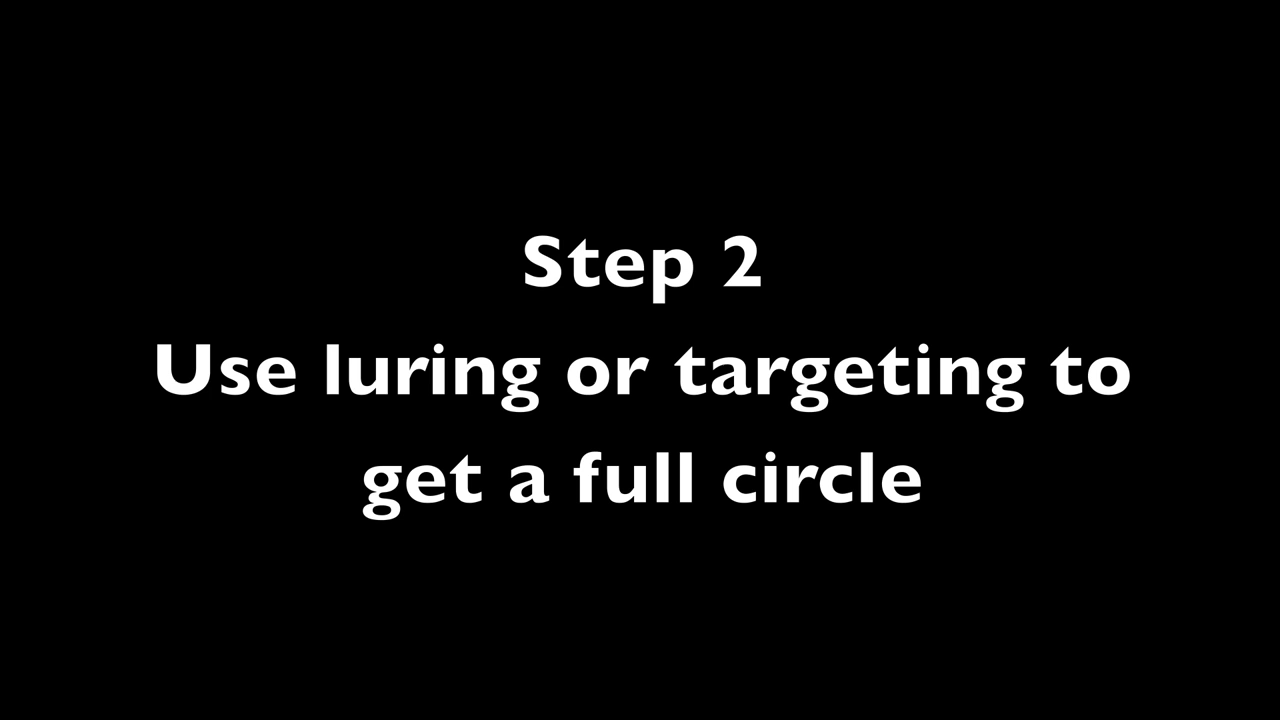 Step 2
Use luring or targeting to
get a full circle